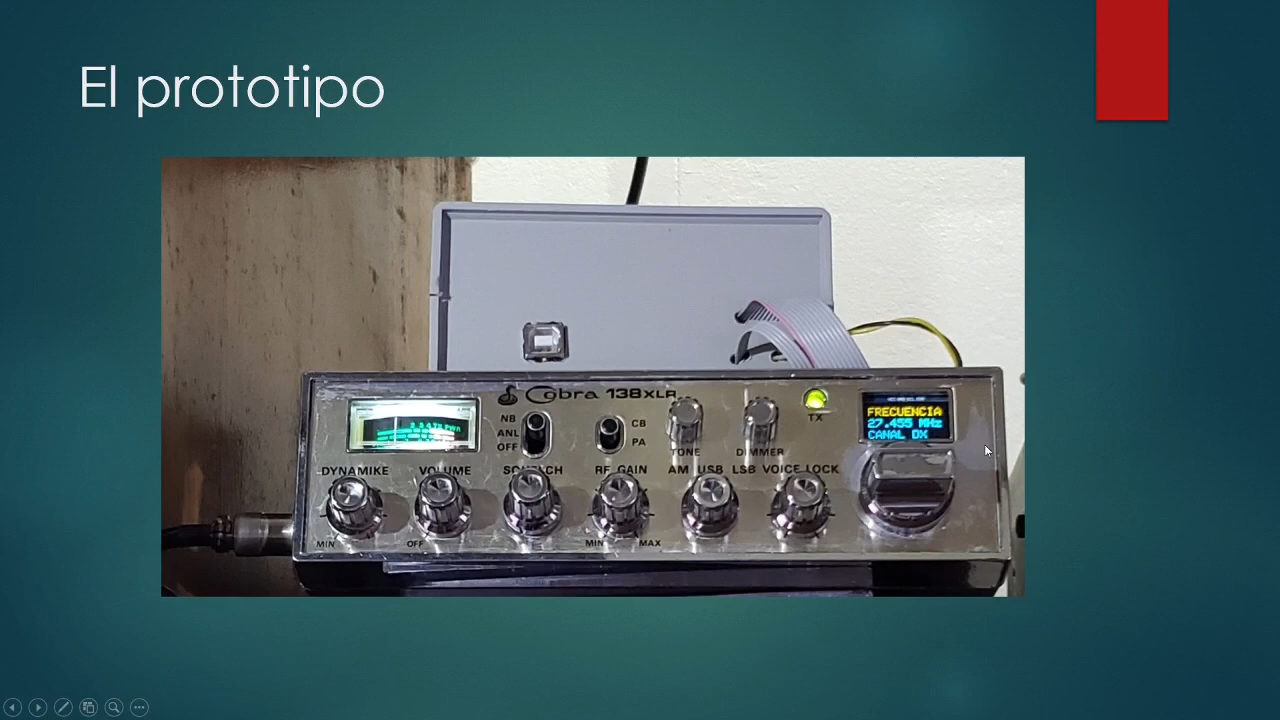 El prototipo
Cobra 138XLR
NB
ANL
OFF
CB
PA
TONE
DIMMER
TX
FRECUENCIA
27.455 MHz
CANAL DX
DYNAMIKE
VOLUME
SQUELCH
RF GAIN
AM USB LSB VOICE LOCK
MIN
OFF
MIN
MAX